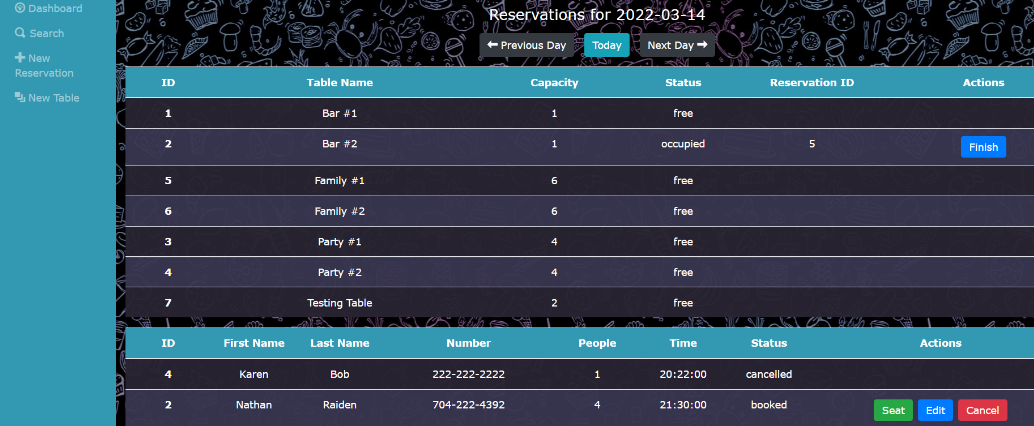 Dashboard
Search
New
Reservation
New Table
Reservations for 2022-03-14
Previous Day Today Next Day
ID Table Name Capacity Status Reservation ID Actions
1 Bar #1 1 free
2 Bar #2 1 occupied 5 Finish
5 Family #1 6 free
6 Family #2 6 free
3 Party #1 4 free
4 Party #2 4 free
7 Testing Table 2 free
ID First Name Last Name Number People Time Status Actions
4 Karen Bob 222-222-2222 1 20:22:00 cancelled
2 Nathan Raiden 704-222-4392 4 21:30:00 booked Seat Edit Cancel